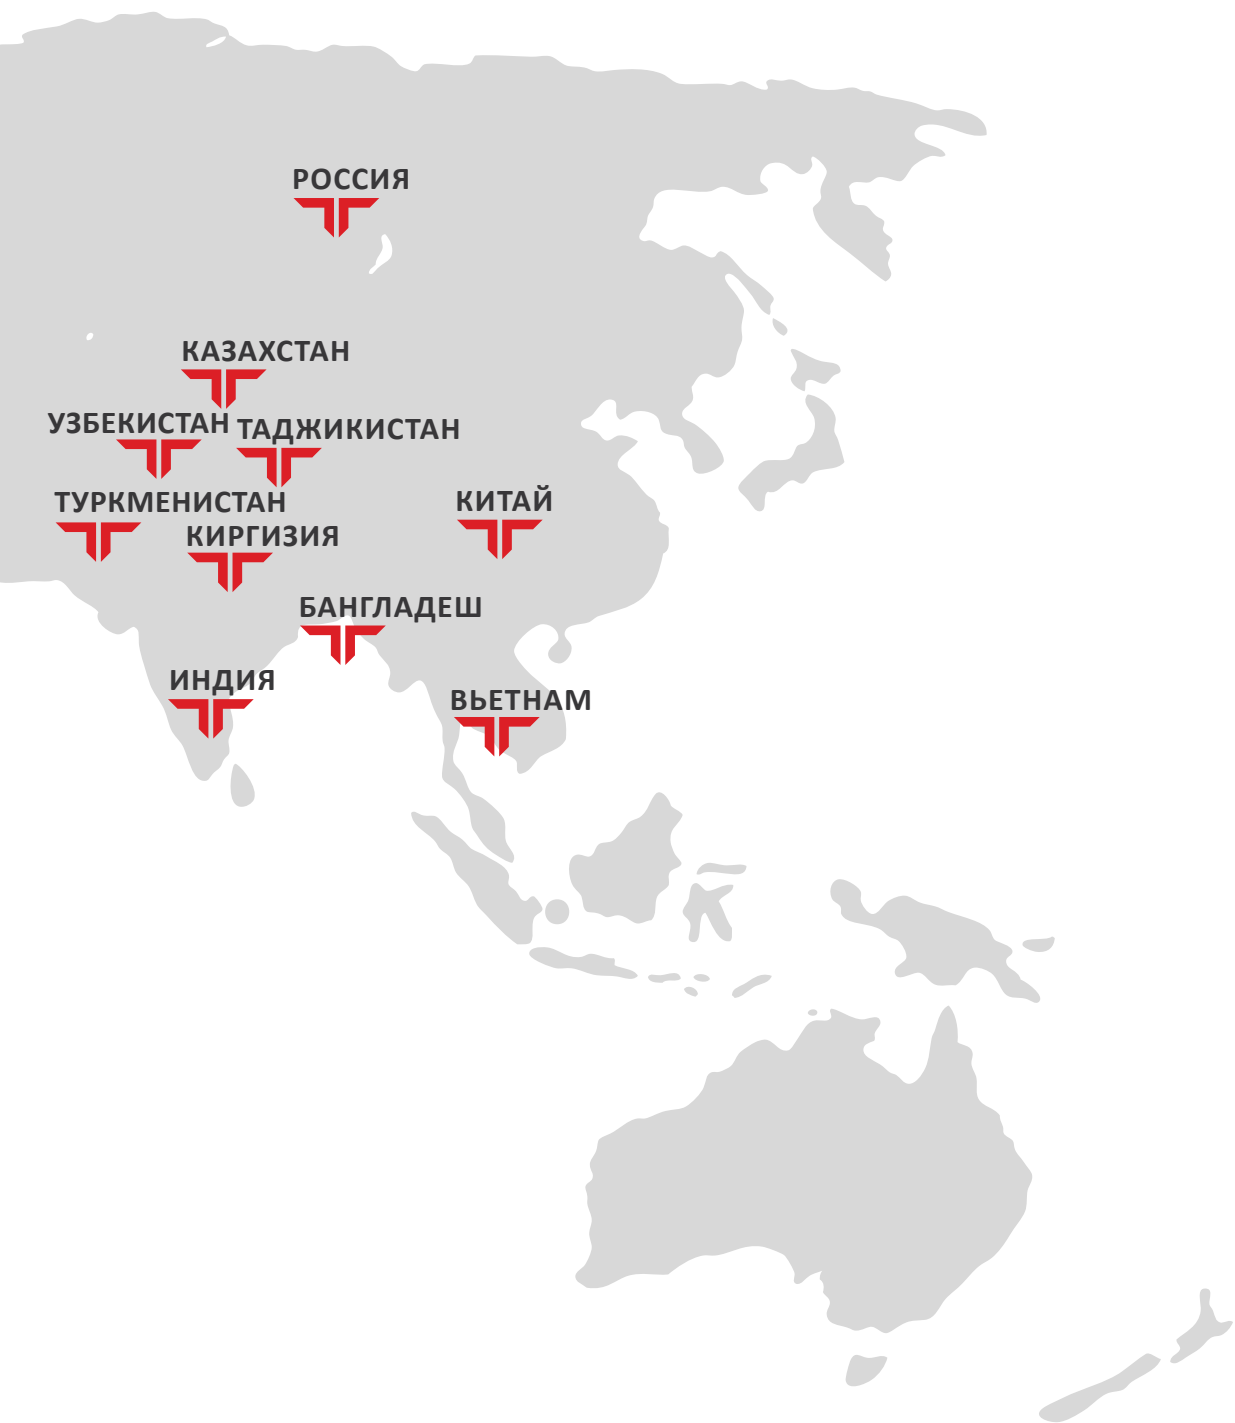 РОССИЯ
КАЗАХСТАН
УЗБЕКИСТАН
ТАДЖИКИСТАН
ТУРКМЕНИСТАН
КИТАЙ
КИРГИЗИЯ
БАНГЛАДЕШ
ИНДИЯ
ВЬЕТНАМ